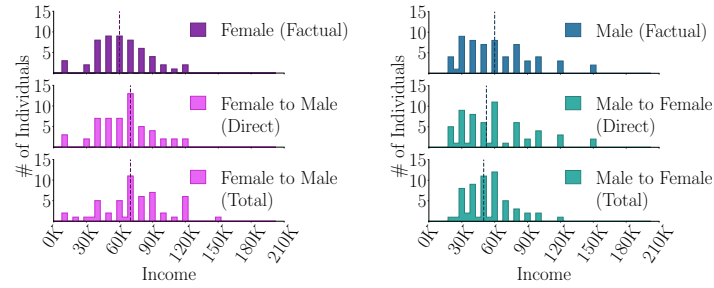 15
10
5
Female (Factual)
15
10
5
Female to Male
(Direct)
15
10
5
Female to Male
(Total)
# of Individuals
0K
30K
60K
90K
120K
150K
180K
210K
Income
15
10
5
Male (Factual)
15
10
5
Male to Female
(Direct)
15
10
5
Male to Female
(Total)
# of Individuals
0K
30K
60K
90K
120K
150K
180K
210K
Income